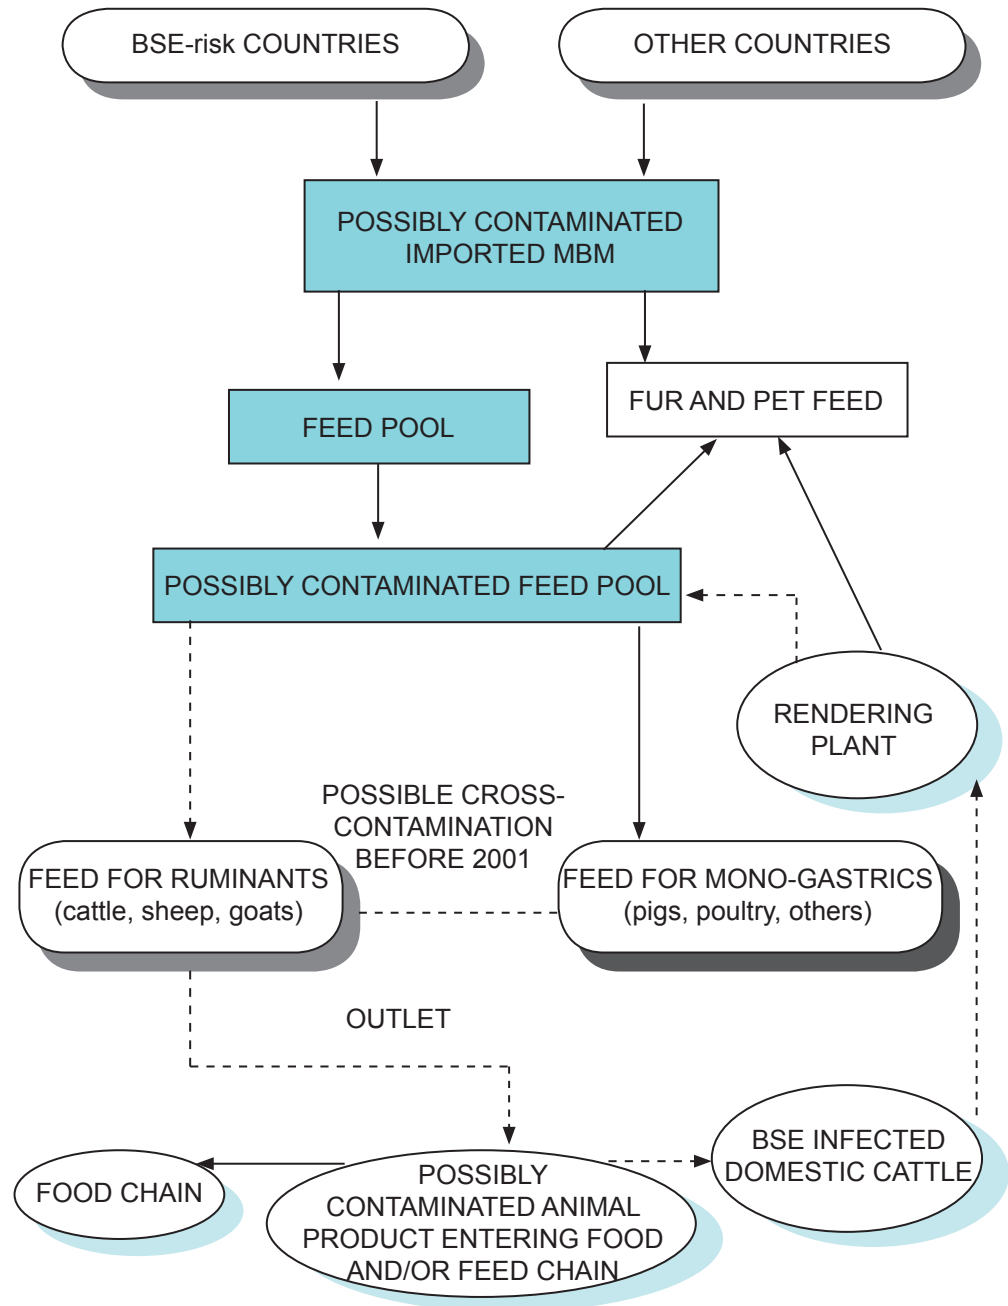 BSE-risk COUNTRIES
OTHER COUNTRIES
POSSIBLY CONTAMINATED
IMPORTED MBM
FEED POOL
FUR AND PET FEED
POSSIBLY CONTAMINATED FEED POOL
RENDERING
PLANT
POSSIBLE CROSS-
CONTAMINATION
BEFORE 2001
FEED FOR RUMINANTS
(cattle, sheep, goats)
FEED FOR MONO-GASTRICS
(pigs, poultry, others)
OUTLET
BSE INFECTED
DOMESTIC CATTLE
FOOD CHAIN
POSSIBLY
CONTAMINATED ANIMAL
PRODUCT ENTERING FOOD
AND/OR FEED CHAIN